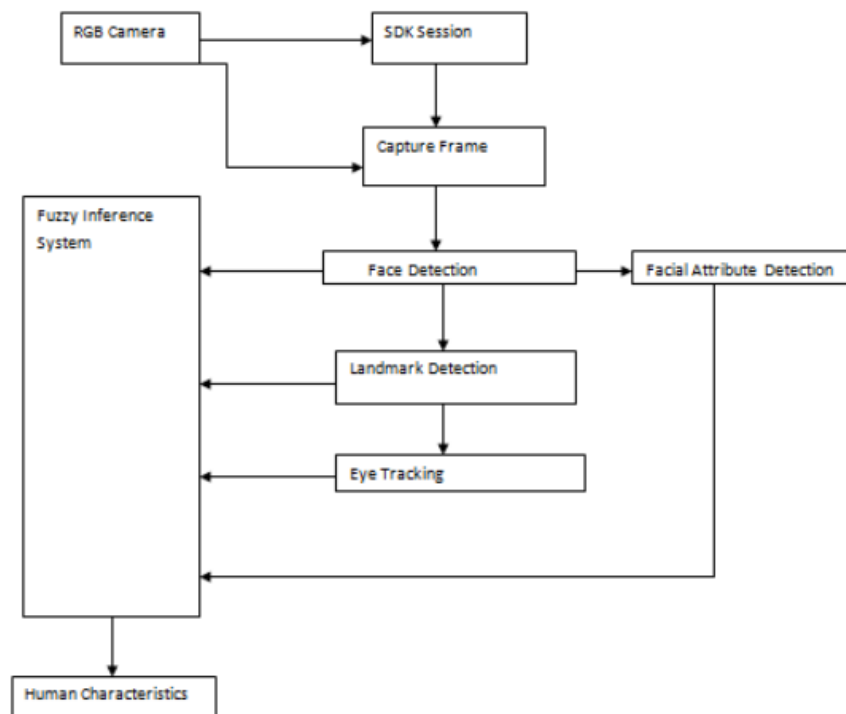 RGB Camera
SDK Session
Capture Frame
Fuzzy Inference
System
Face Detection
Facial Attribute Detection
Landmark Detection
Eye Tracking
Human Characteristics